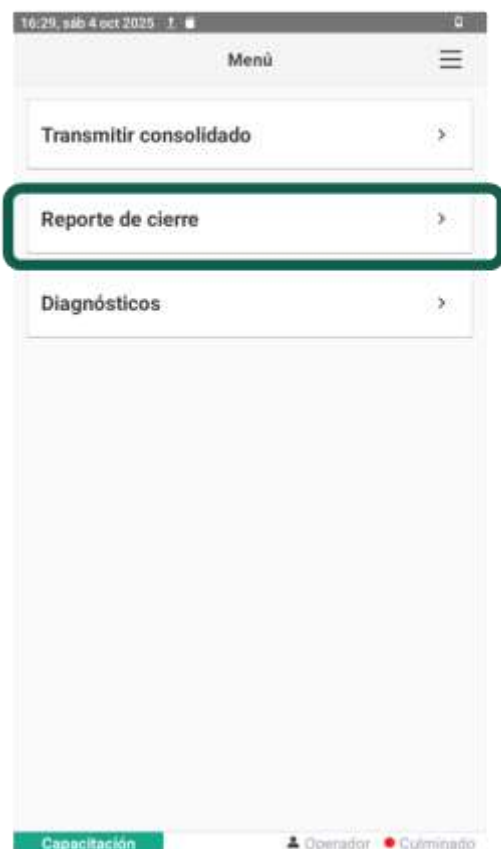 16:29, sáb 4 oct 2025
Menú
Transmitir consolidado
Reporte de cierre
Diagnósticos
Capacitación
Operador
Culminado